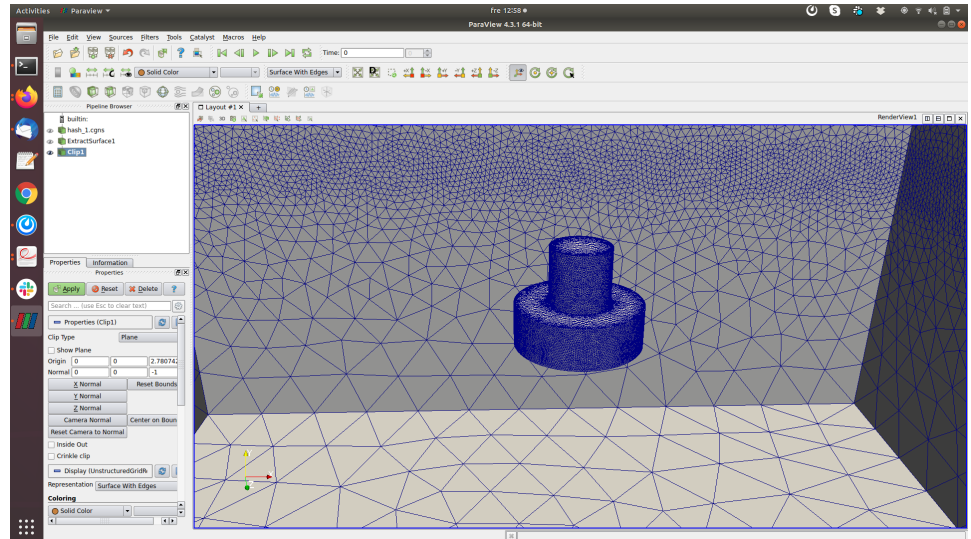 Activities Paraview fre 12:58
ParaView 4.3.1 64-bit
File Edit View Sources Filters Tools Catalyst Macros Help
Time: 0
Solid Color Surface With Edges
Pipeline Browser
builtin:
hash_1.cgns
ExtractSurface1
Clip1
Layout #1 X +
3D RenderView1
Properties Information
Properties
Apply Reset Delete ?
Search ... (use Esc to clear text)
Properties (Clip1)
Clip Type Plane
Show Plane
Origin 0 0 2.780742
Normal 0 0 -1
X Normal Reset Bounds
Y Normal
Z Normal
Camera Normal Center on Boun
Reset Camera to Normal
Inside Out
Crinkle clip
Display (UnstructuredGridR
Representation Surface With Edges
Coloring
Solid Color